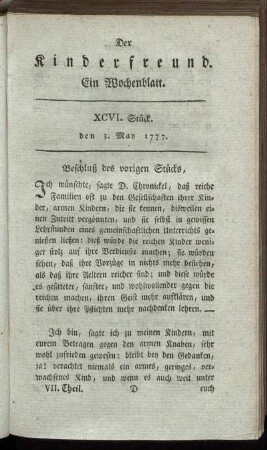 Der
Kinderfreund.
Ein Wochenblatt.
XCVI. Stück.
den 3. May 1777.
Beschluß des vorigen Stücks,
Ich wünschte, sagte D. Chronickel, daß reiche
Familien oft zu den Gesellschaften ihrer Kin-
der, armen Kindern, die sie kennen, bisweilen ei-
nen Zutritt vergönnten, und sie selbst in gewissen
Lehrstunden eines gemeinschaftlichen Unterrichts ge-
niessen ließen: dieß würde die reichen Kinder weniger
stolz auf ihre Verdienste machen; sie würden
sehen, daß ihre Vorzüge in nichts mehr bestehen,
als daß ihre Aeltern reicher sind; und diese würde
es gesitteter, sanfter, und wohlwollender gegen die
reichen machen, ihren Geist mehr aufklären, und
sie über ihre Pflichten mehr nachdenken lehren. —
Ich bin, sagte ich zu meinen Kindern, mit
eurem Betragen gegen den armen Knaben, sehr
wohl zufrieden gewesen: bleibt bey den Gedanken,
ja! verachtet niemals ein armes, geringes, ver-
wachsenes Kind, und wenn es auch weit unter
VII. Theil. D euch